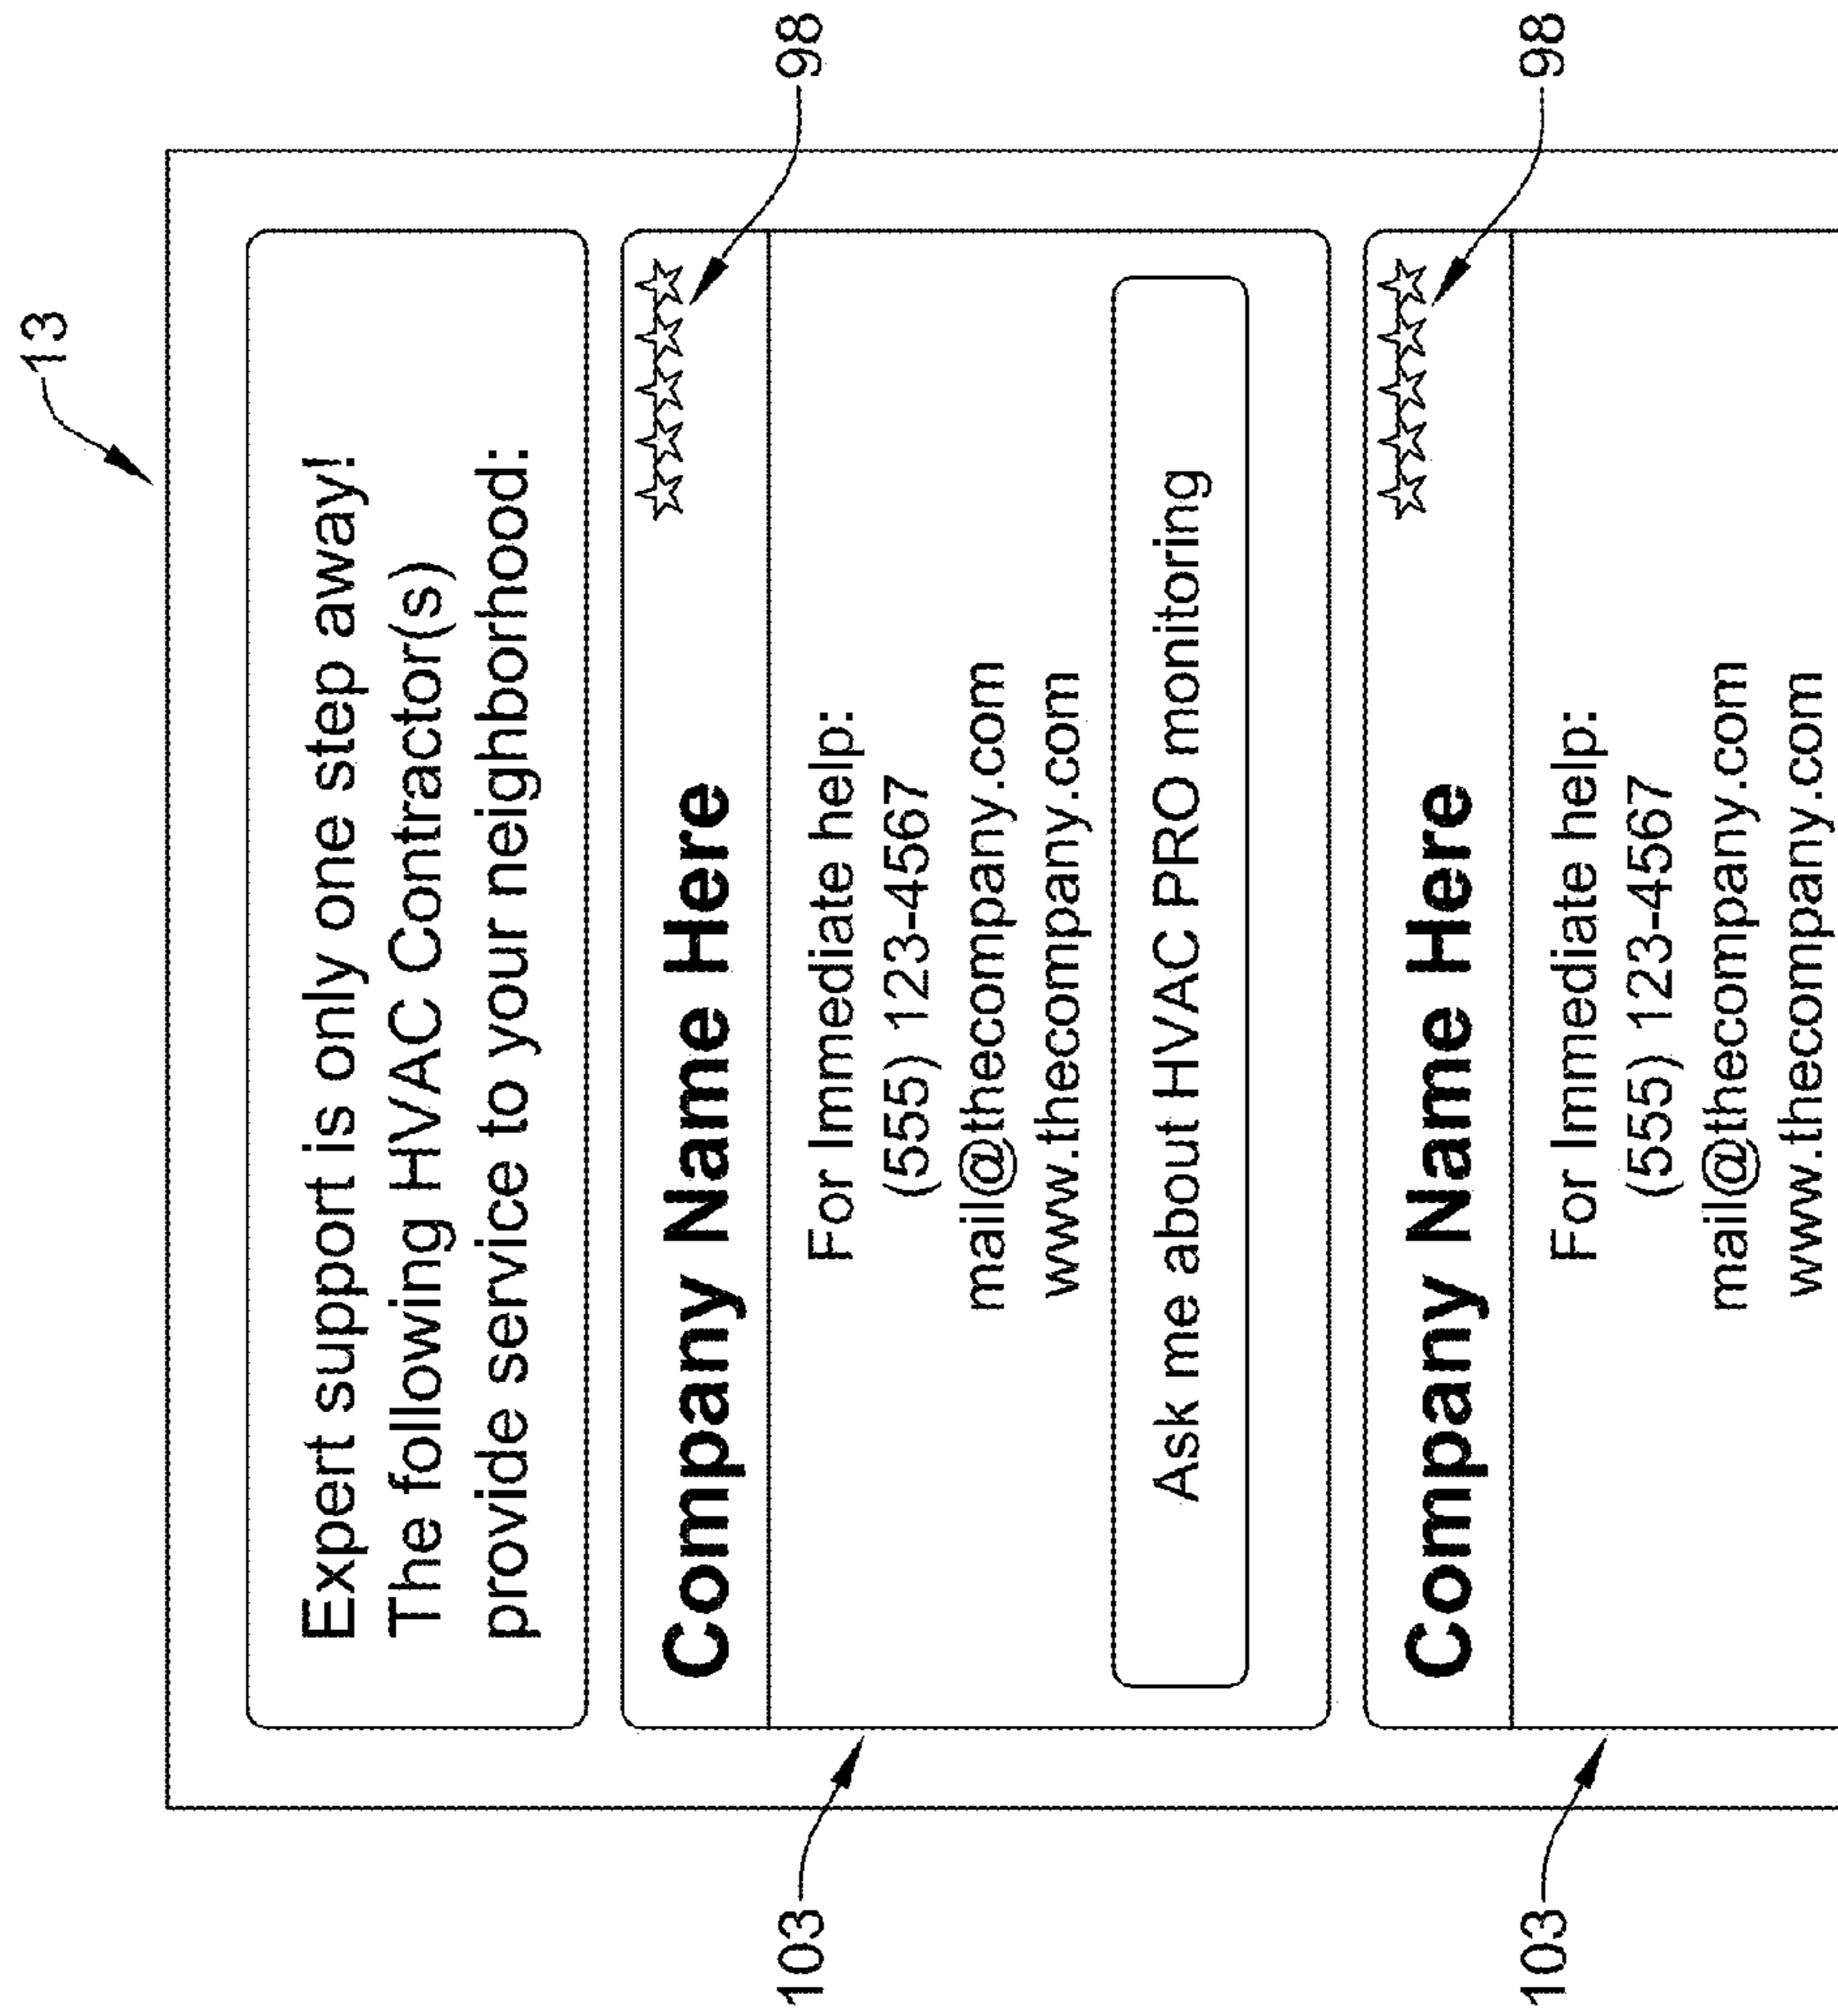 13
Expert support is only one step away!
The following HVAC Contractor(s)
provide service to your neighborhood:
Company Name Here ☆☆☆☆☆
98
103
For Immediate help:
(555) 123-4567
mail@thecompany.com
www.thecompany.com
Ask me about HVAC PRO monitoring
Company Name Here ☆☆☆☆☆
98
103
For Immediate help:
(555) 123-4567
mail@thecompany.com
www.thecompany.com